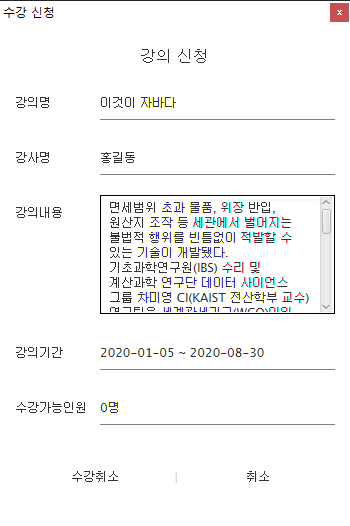 수강 신청
강의 신청
강의명 이것이 자바다
강사명 홍길동
강의내용
면세범위 초과 물품, 위장 반입,
원산지 조작 등 세관에서 벌어지는
불법적 행위를 빈틈없이 적발할 수
있는 기술이 개발됐다.
기초과학연구원(IBS) 수리 및
계산과학 연구단 데이터 사이언스
그룹 차미영 CI(KAIST 전산학부 교수)
강의기간 2020-01-05 ~ 2020-08-30
수강가능인원 0명
수강취소 | 취소